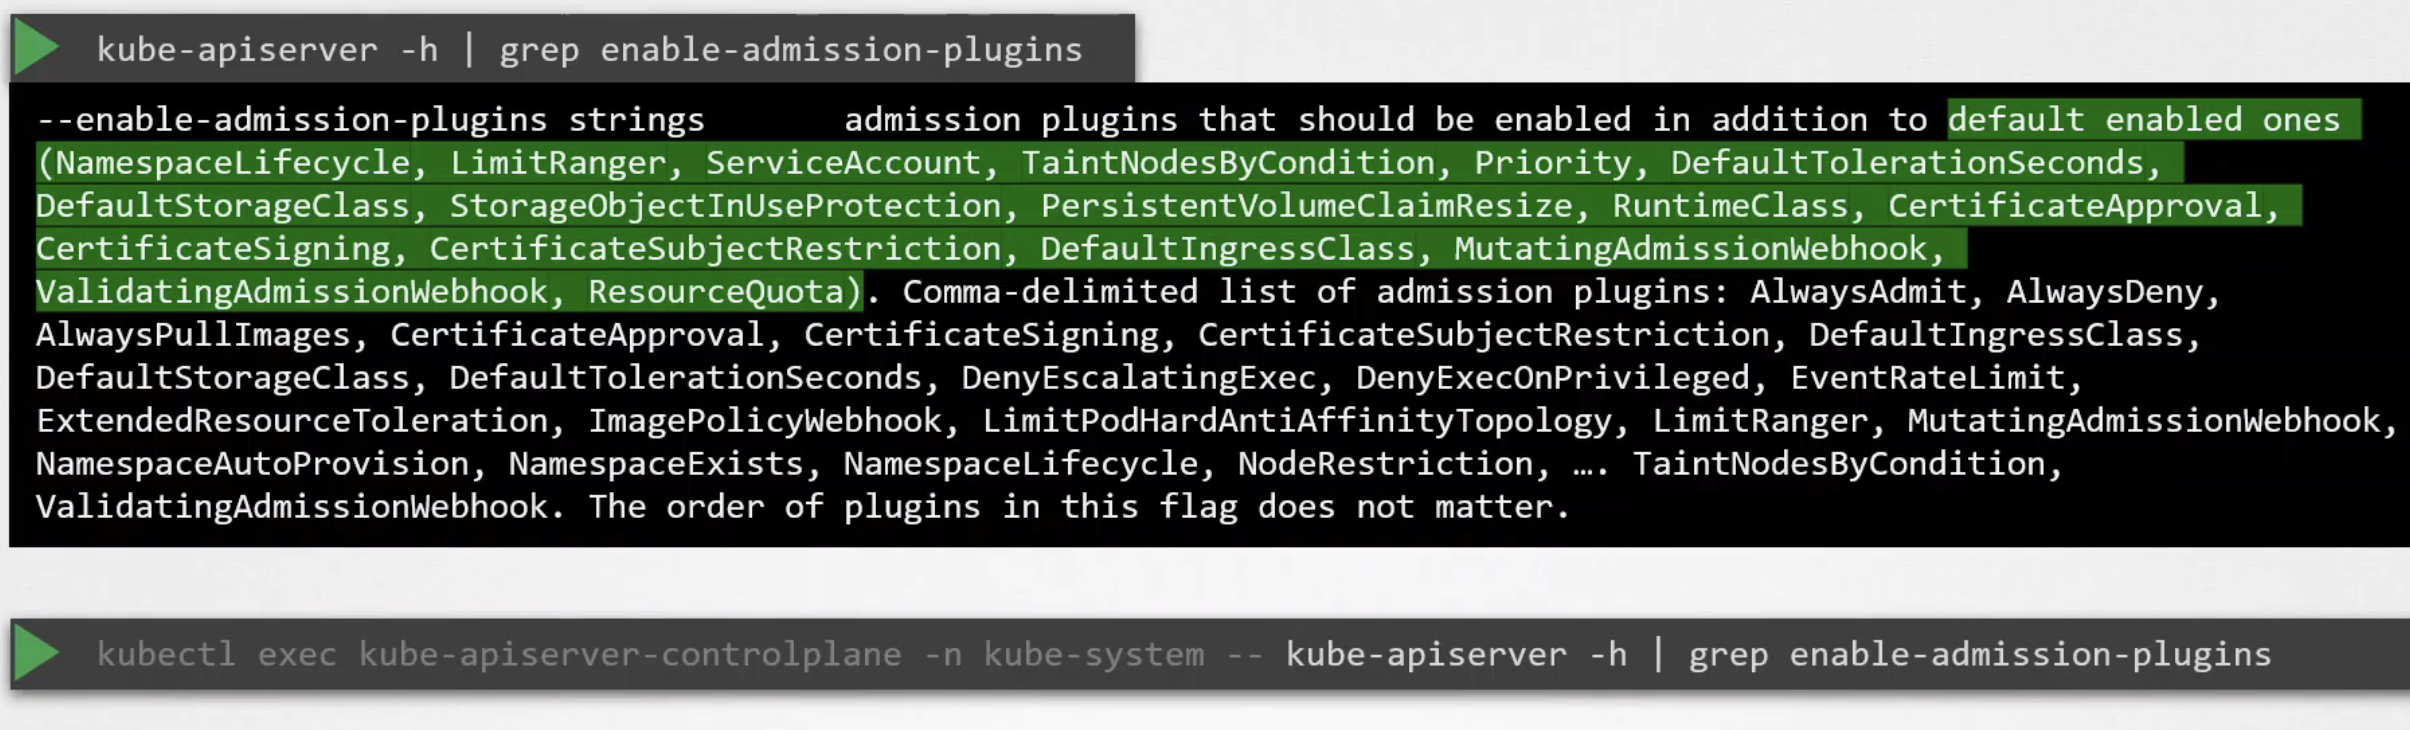 kube-apiserver -h | grep enable-admission-plugins
--enable-admission-plugins strings admission plugins that should be enabled in addition to default enabled ones
(NamespaceLifecycle, LimitRanger, ServiceAccount, TaintNodesByCondition, Priority, DefaultTolerationSeconds,
DefaultStorageClass, StorageObjectInUseProtection, PersistentVolumeClaimResize, RuntimeClass, CertificateApproval,
CertificateSigning, CertificateSubjectRestriction, DefaultIngressClass, MutatingAdmissionWebhook,
ValidatingAdmissionWebhook, ResourceQuota). Comma-delimited list of admission plugins: AlwaysAdmit, AlwaysDeny,
AlwaysPullImages, CertificateApproval, CertificateSigning, CertificateSubjectRestriction, DefaultIngressClass,
DefaultStorageClass, DefaultTolerationSeconds, DenyEscalatingExec, DenyExecOnPrivileged, EventRateLimit,
ExtendedResourceToleration, ImagePolicyWebhook, LimitPodHardAntiAffinityTopology, LimitRanger, MutatingAdmissionWebhook,
NamespaceAutoProvision, NamespaceExists, NamespaceLifecycle, NodeRestriction, …. TaintNodesByCondition,
ValidatingAdmissionWebhook. The order of plugins in this flag does not matter.
kubectl exec kube-apiserver-controlplane -n kube-system -- kube-apiserver -h | grep enable-admission-plugins